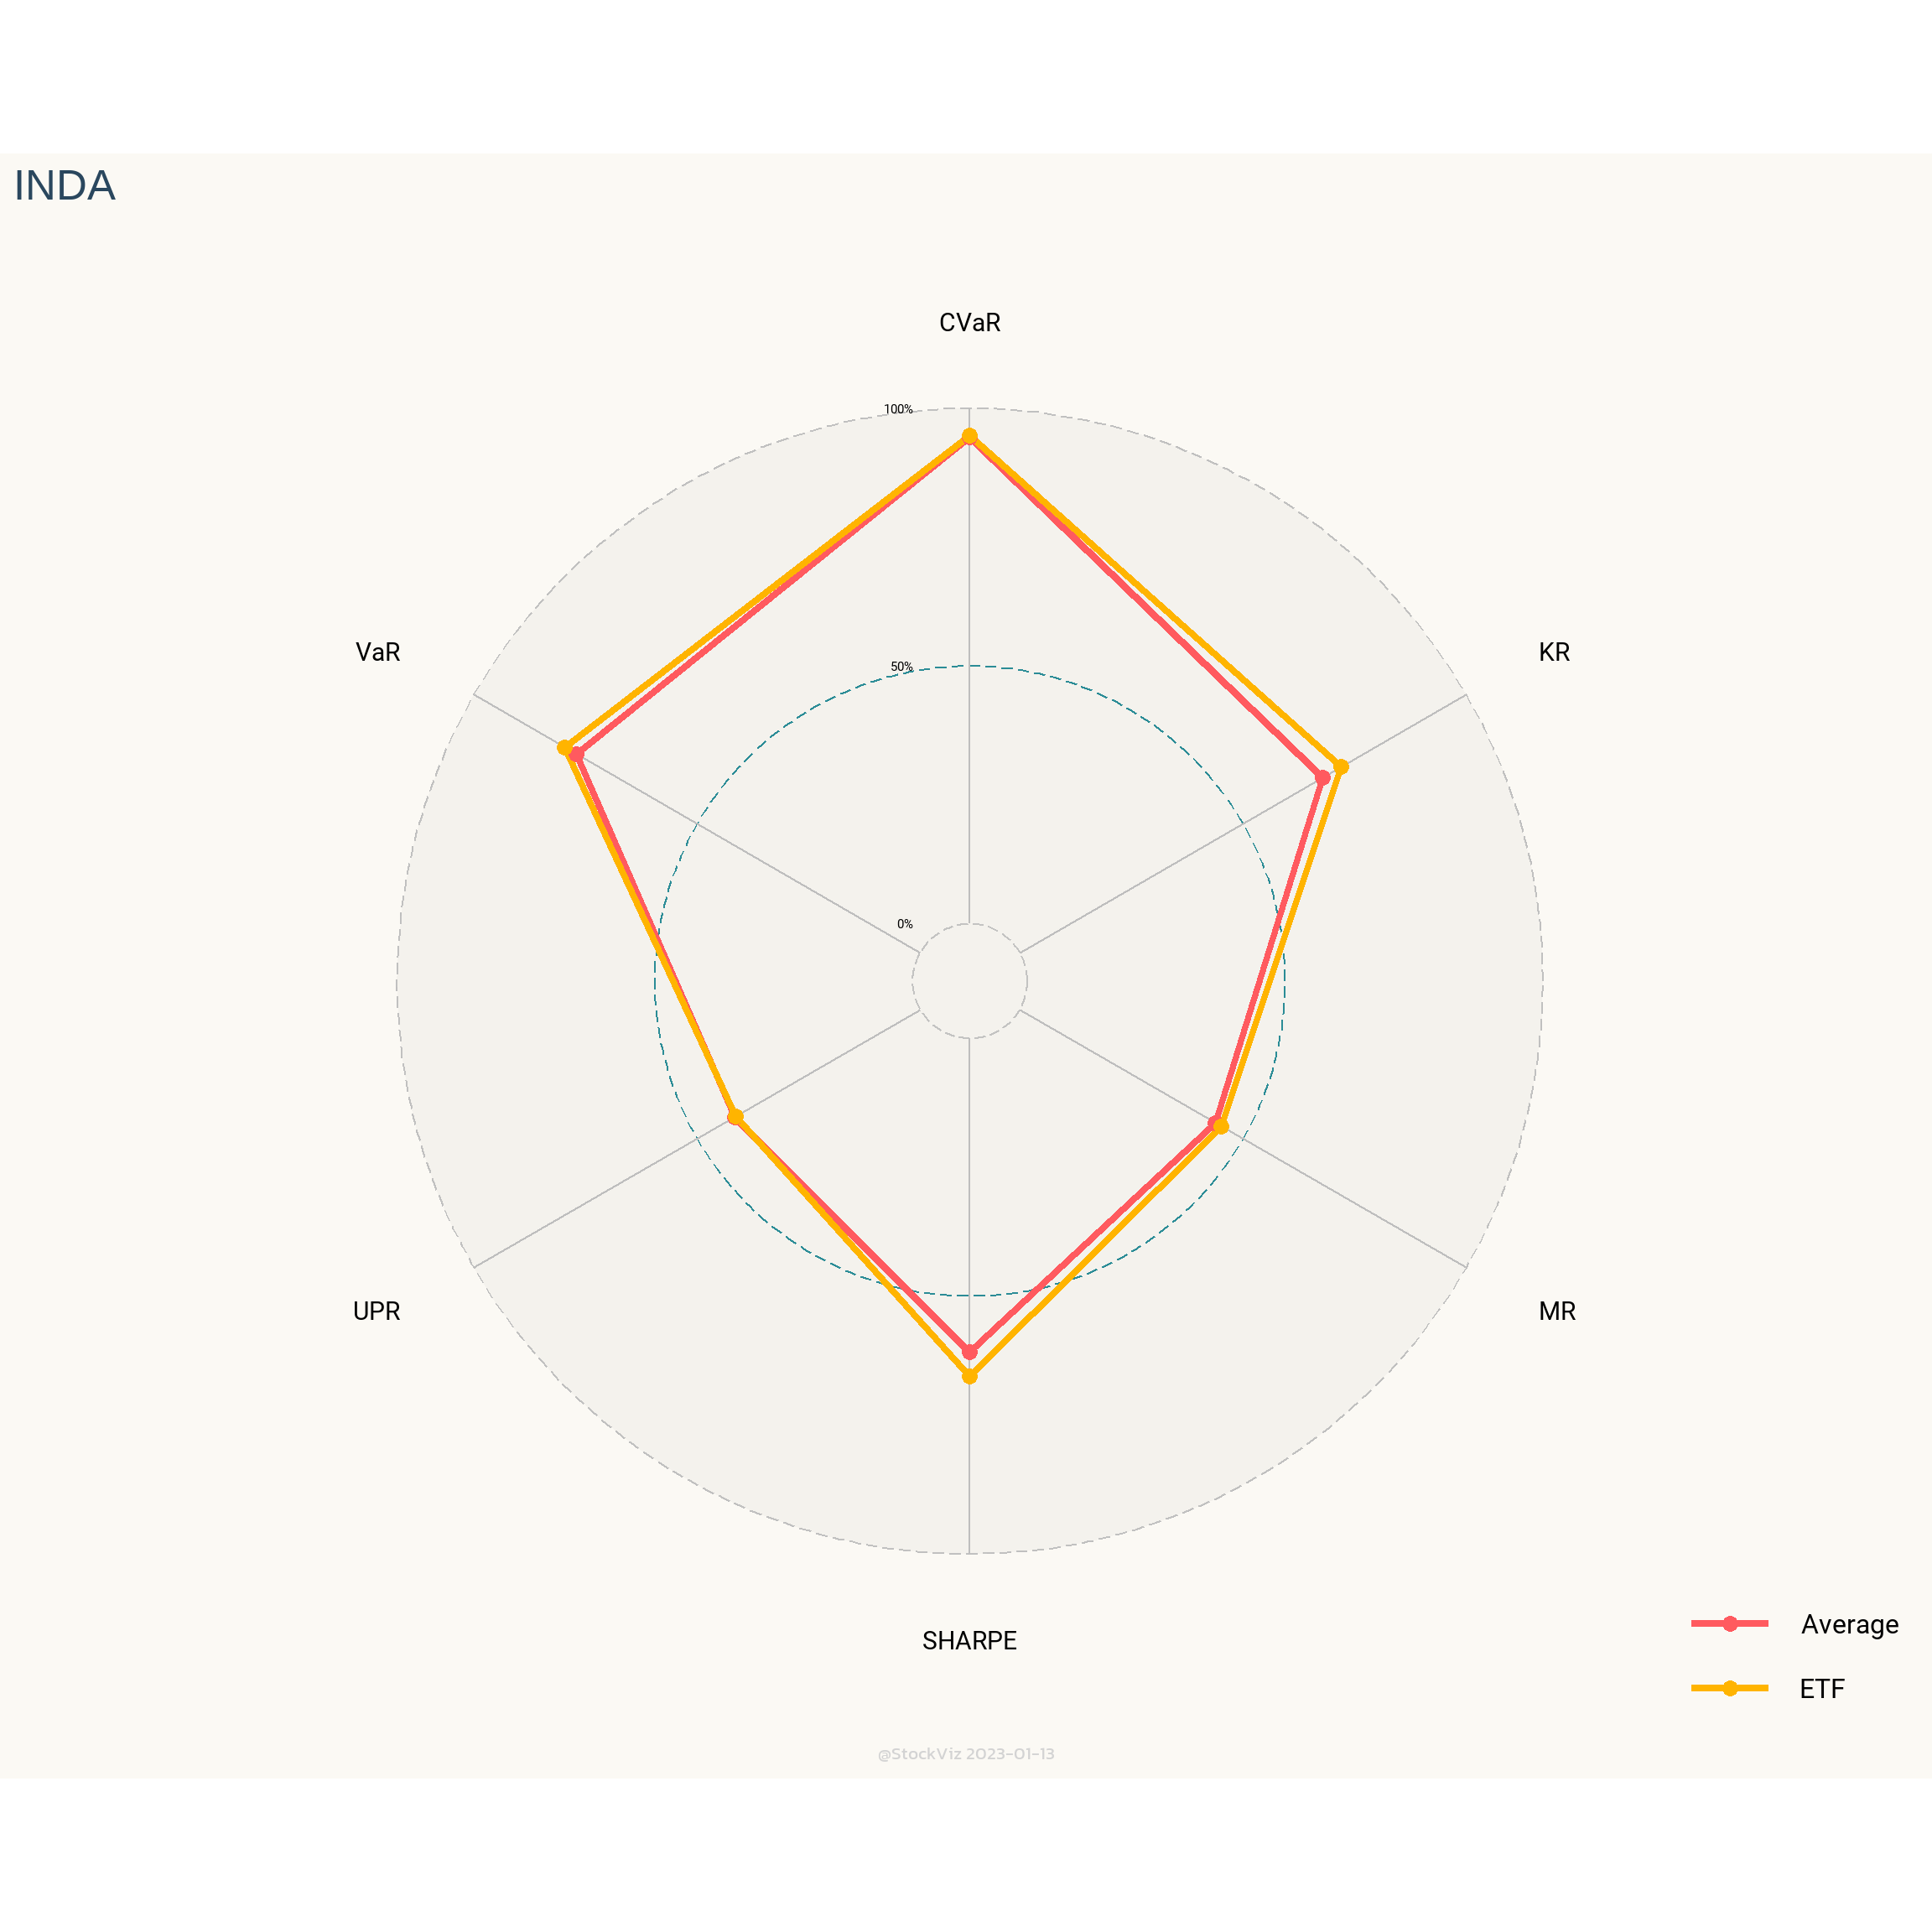 INDA
CVaR
100%
VaR
KR
50%
0%
UPR
MR
SHARPE
Average
ETF
@StockViz 2023-01-13